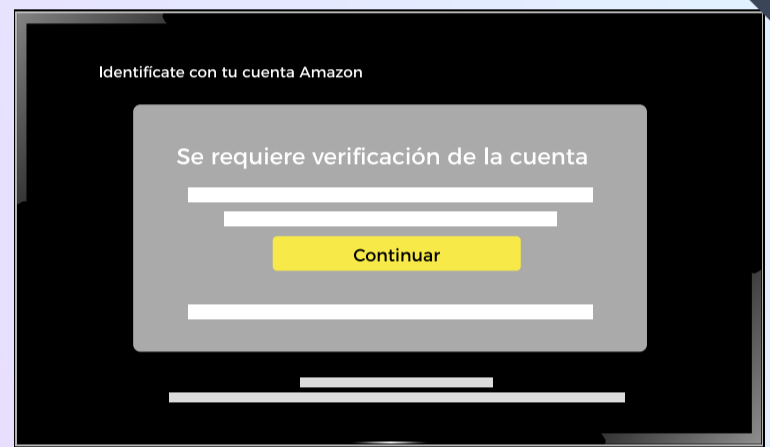 Identifícate con tu cuenta Amazon
Se requiere verificación de la cuenta
Continuar